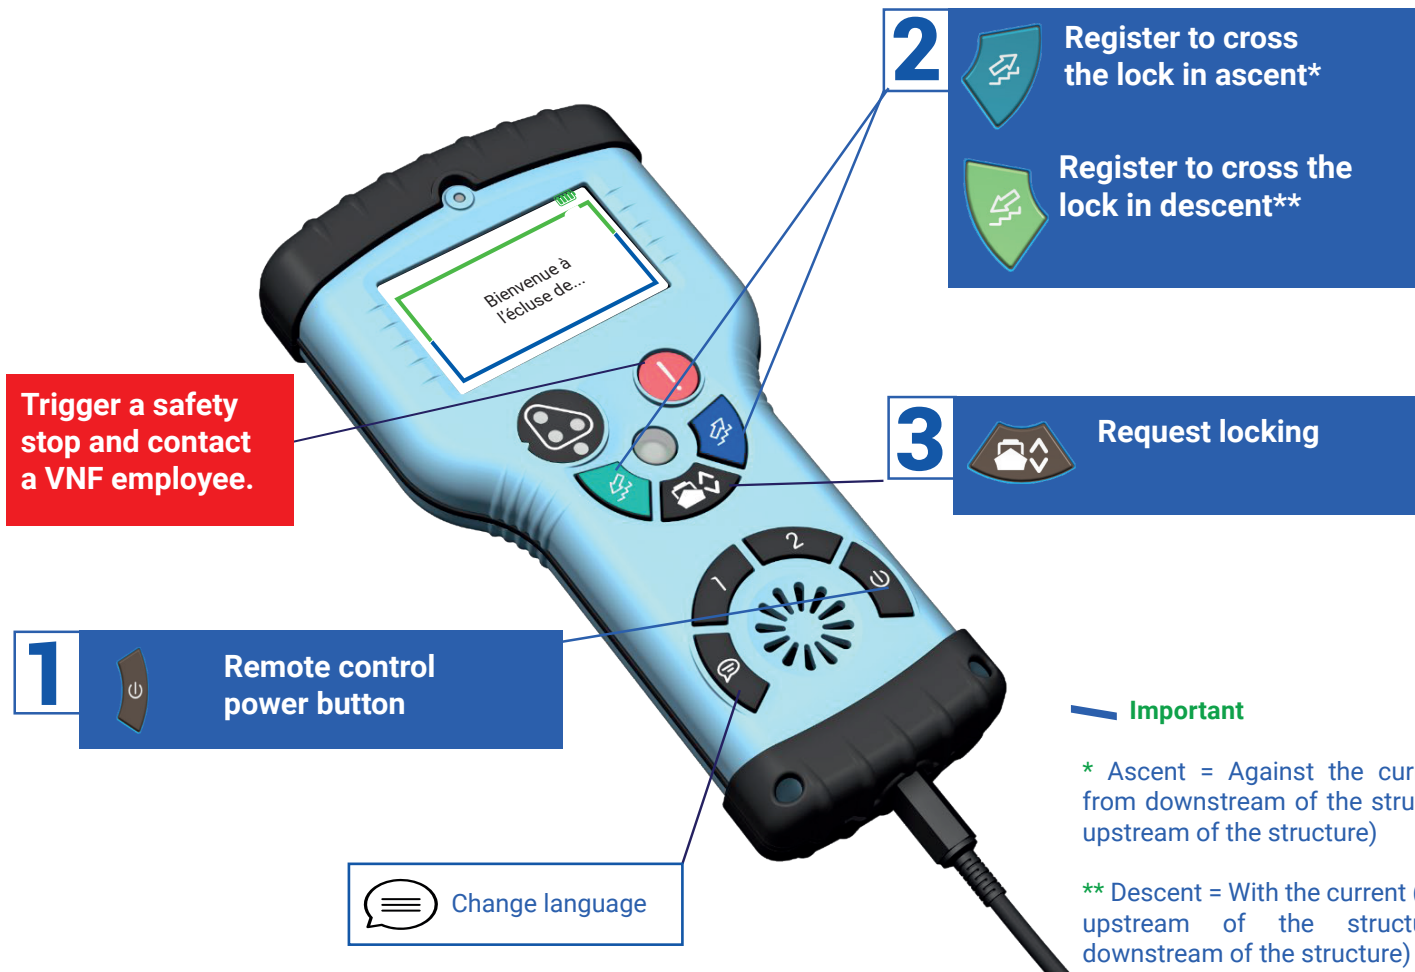 2
Register to cross
the lock in ascent*
Register to cross the
lock in descent**
Bienvenue à
l'écluse de...
Trigger a safety
stop and contact
a VNF employee.
3
Request locking
1
2
1
Remote control
power button
Change language
Important
* Ascent = Against the
from downstream of the
upstream of the structure)
** Descent = With the current
upstream of the
downstream of the structure)